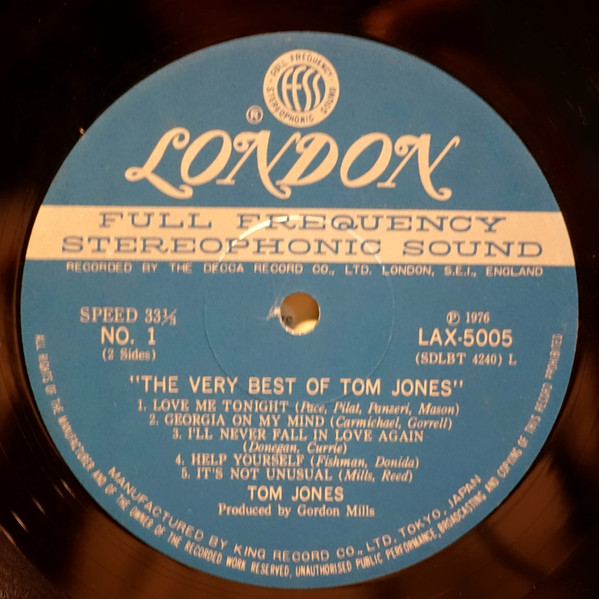 FULL FREQUENCY
ffss
STEREOPHONIC SOUND
®
LONDON
FULL FREQUENCY
STEREOPHONIC SOUND
RECORDED BY THE DECCA RECORD CO., LTD. LONDON, S.E.I., ENGLAND
SPEED 33⅓
NO. 1
(2 Sides)
Ⓟ 1976
LAX-5005
(SDLBT 4240) L
"THE VERY BEST OF TOM JONES"
1. LOVE ME TONIGHT (Pace, Pilat, Panzeri, Mason)
2. GEORGIA ON MY MIND (Carmichael, Gorrell)
3. I'LL NEVER FALL IN LOVE AGAIN
(Donegan, Currie)
4. HELP YOURSELF (Fishman, Donida)
5. IT'S NOT UNUSUAL (Mills, Reed)
TOM JONES
Produced by Gordon Mills
MANUFACTURED BY KING RECORD CO., LTD. TOKYO, JAPAN
ALL RIGHTS OF THE MANUFACTURER AND OF THE OWNER OF THE RECORDED WORK RESERVED, UNAUTHORISED PUBLIC PERFORMANCE, BROADCASTING AND COPYING OF THIS RECORD PROHIBITED